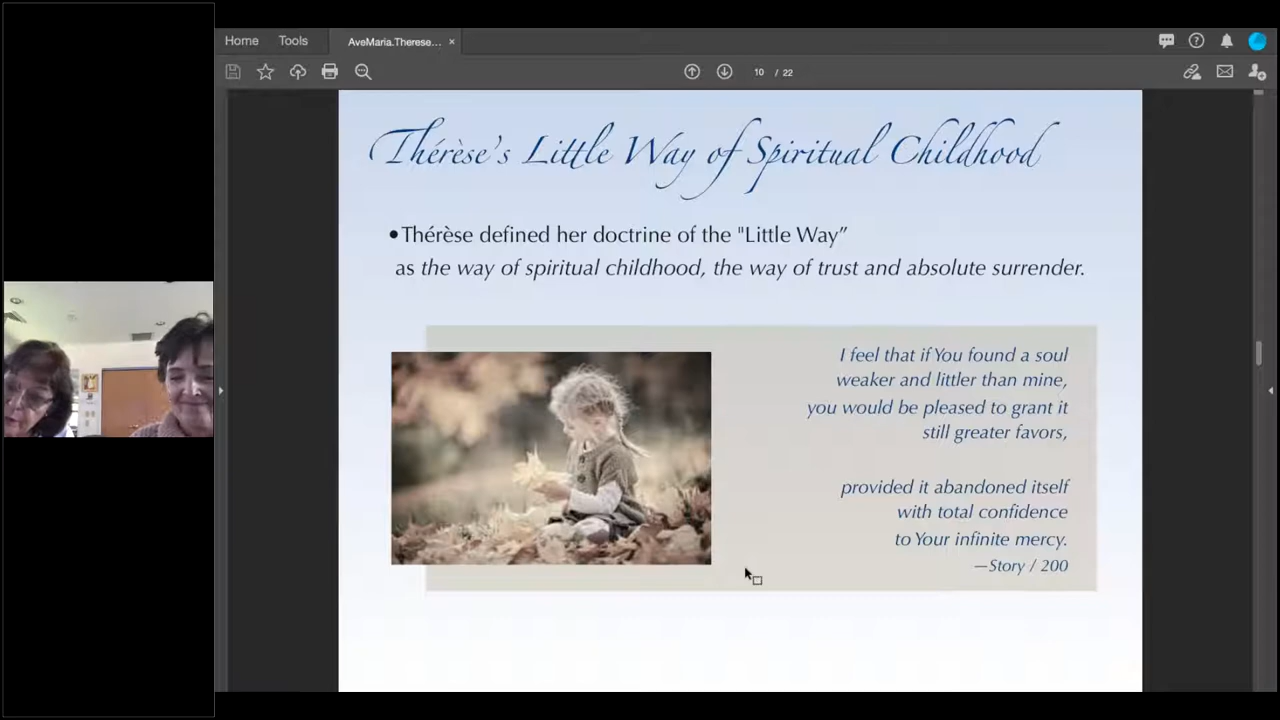 Home Tools AveMaria.Therese... ×
10 / 22
Thérèse's Little Way of Spiritual Childhood
•Thérèse defined her doctrine of the "Little Way”
as the way of spiritual childhood, the way of trust and absolute surrender.
I feel that if You found a soul
weaker and littler than mine,
you would be pleased to grant it
still greater favors,
provided it abandoned itself
with total confidence
to Your infinite mercy.
—Story / 200